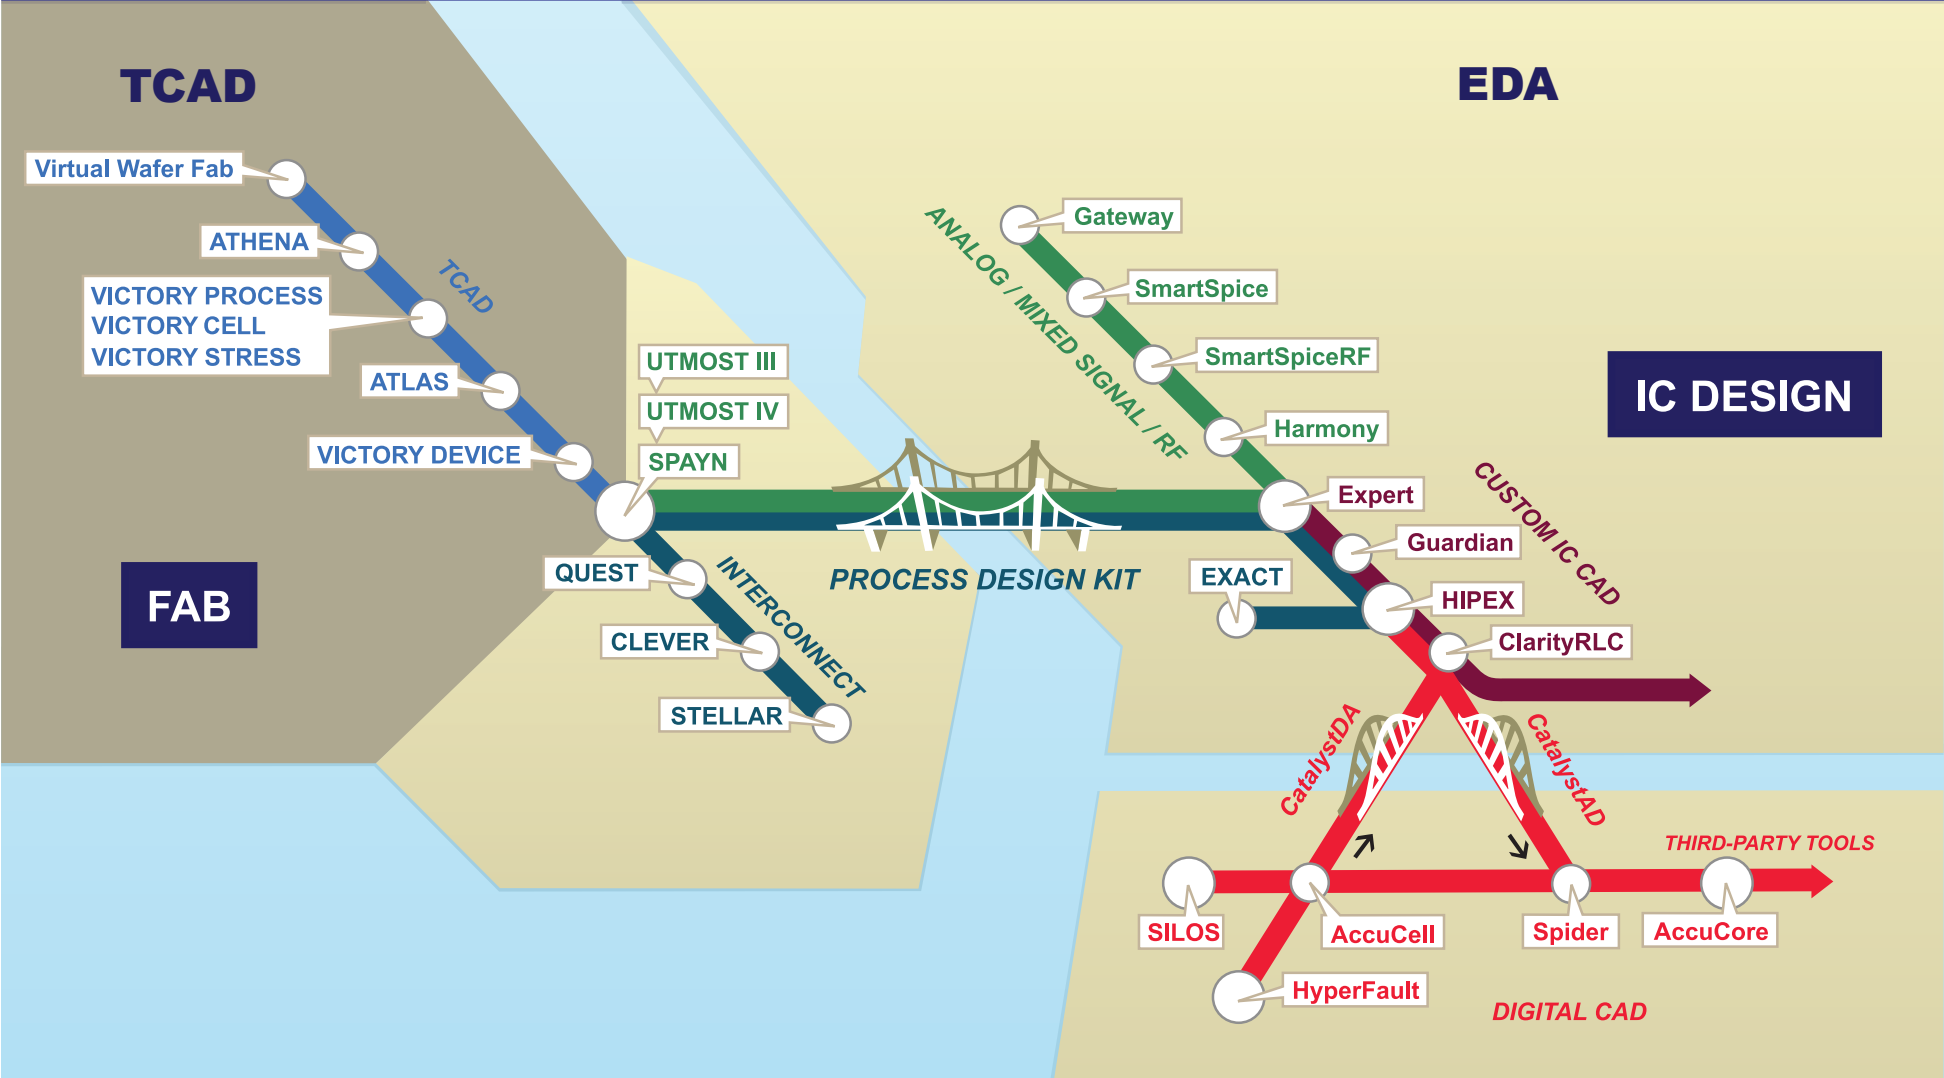 TCAD
EDA
Virtual Wafer Fab
ATHENA
VICTORY PROCESS
VICTORY CELL
VICTORY STRESS
TCAD
ATLAS
VICTORY DEVICE
UTMOST III
UTMOST IV
SPAYN
FAB
QUEST
CLEVER
STELLAR
INTERCONNECT
PROCESS DESIGN KIT
ANALOG / MIXED SIGNAL / RF
Gateway
SmartSpice
SmartSpiceRF
Harmony
IC DESIGN
Expert
Guardian
CUSTOM IC CAD
EXACT
HIPEX
ClarityRLC
CatalystDA
CatalystAD
THIRD-PARTY TOOLS
SILOS
AccuCell
Spider
AccuCore
HyperFault
DIGITAL CAD